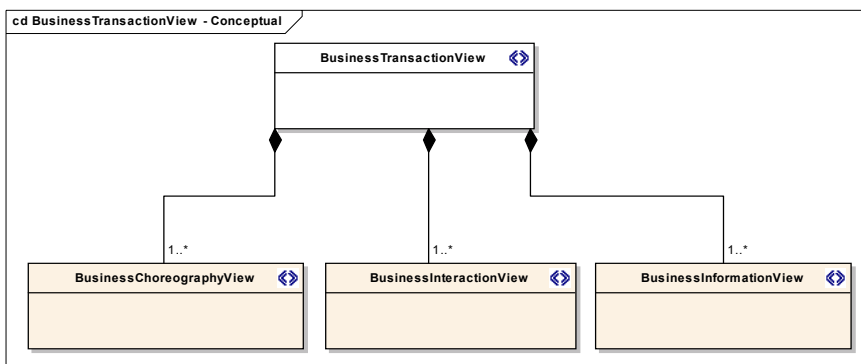 cd BusinessTransactionView - Conceptual
BusinessTransactionView
1..*
1..*
1..*
BusinessChoreographyView
BusinessInteractionView
BusinessInformationView